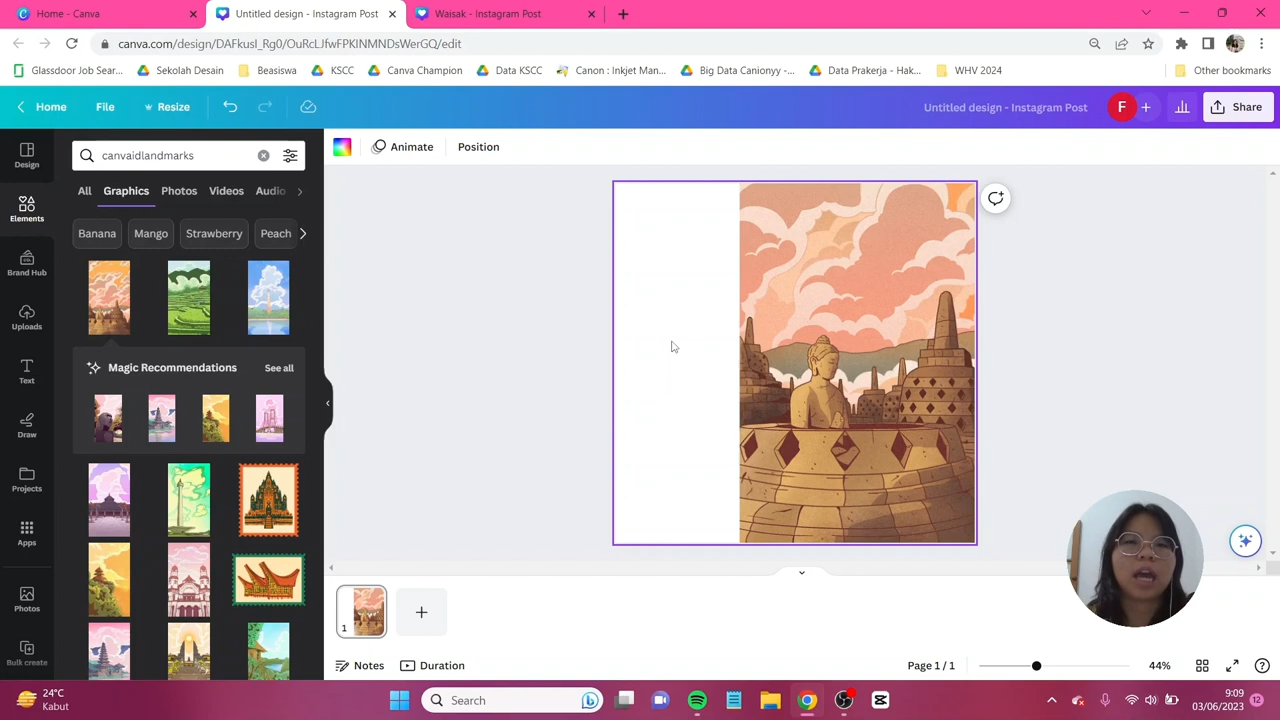 Home - Canva
Untitled design - Instagram Post
Waisak - Instagram Post
canva.com/design/DAFkusI_Rg0/OuRcLJfwFPKINMNDsWerGQ/edit
Glassdoor Job Sear...
Sekolah Desain
Beasiswa
KSCC
Canva Champion
Data KSCC
Canon : Inkjet Man...
Big Data Canionyy -...
Data Prakerja - Hak...
WHV 2024
Other bookmarks
Home
File
Resize
Untitled design - Instagram Post
F
Share
Design
Elements
Brand Hub
Uploads
Text
Draw
Projects
Apps
Photos
Bulk create
canvaidlandmarks
All
Graphics
Photos
Videos
Audio
Banana
Mango
Strawberry
Peach
Magic Recommendations
See all
Animate
Position
1
Notes
Duration
Page 1 / 1
44%
24°C
Kabut
Search
9:09
03/06/2023
12